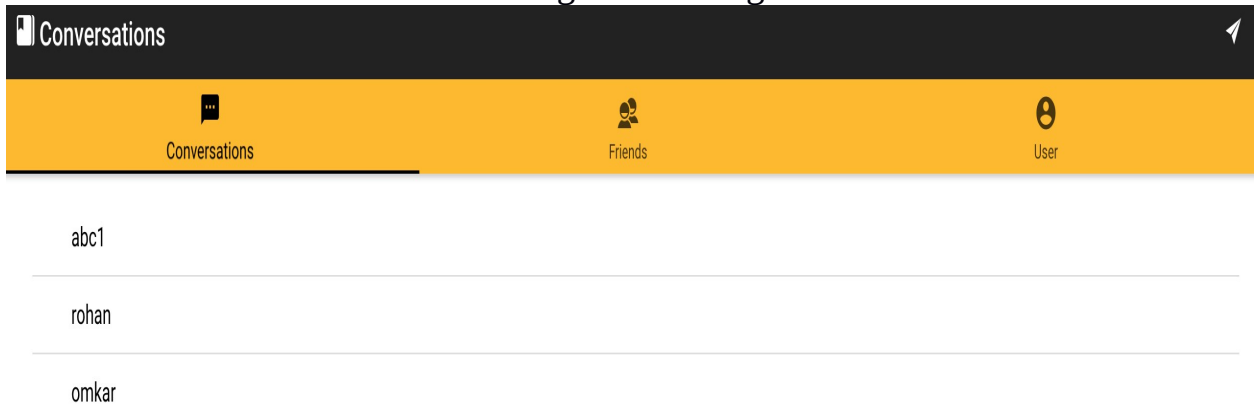 Conversations
Conversations Friends User
abc1
rohan
omkar